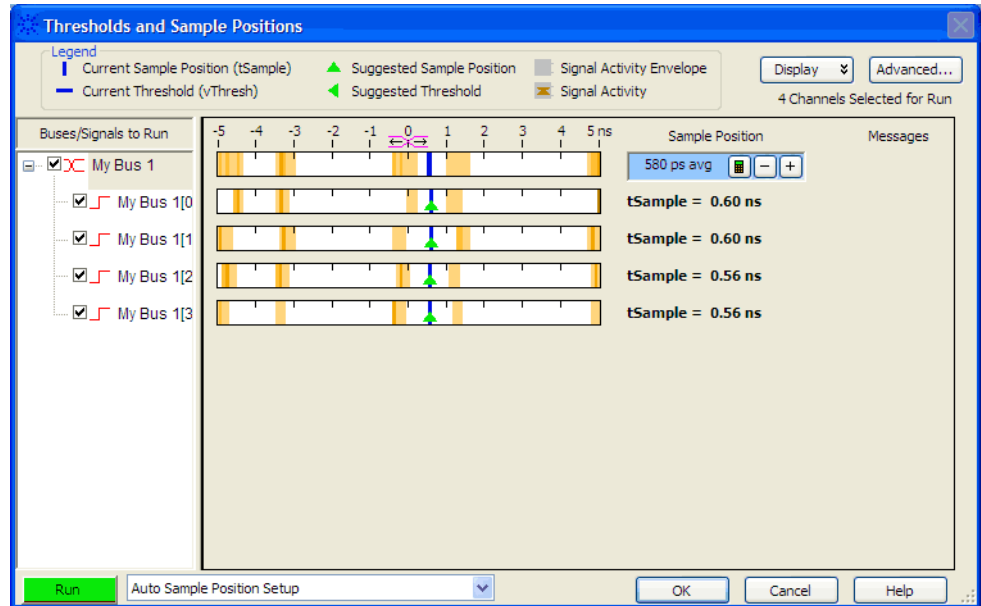 Thresholds and Sample Positions
Legend
Current Sample Position (tSample)
Suggested Sample Position
Signal Activity Envelope
Current Threshold (vThresh)
Suggested Threshold
Signal Activity
Display
Advanced...
4 Channels Selected for Run
Buses/Signals to Run
-5 -4 -3 -2 -1 0 1 2 3 4 5 ns
Sample Position
Messages
My Bus 1
580 ps avg
- +
My Bus 1[0
tSample = 0.60 ns
My Bus 1[1
tSample = 0.60 ns
My Bus 1[2
tSample = 0.56 ns
My Bus 1[3
tSample = 0.56 ns
Run
Auto Sample Position Setup
OK
Cancel
Help